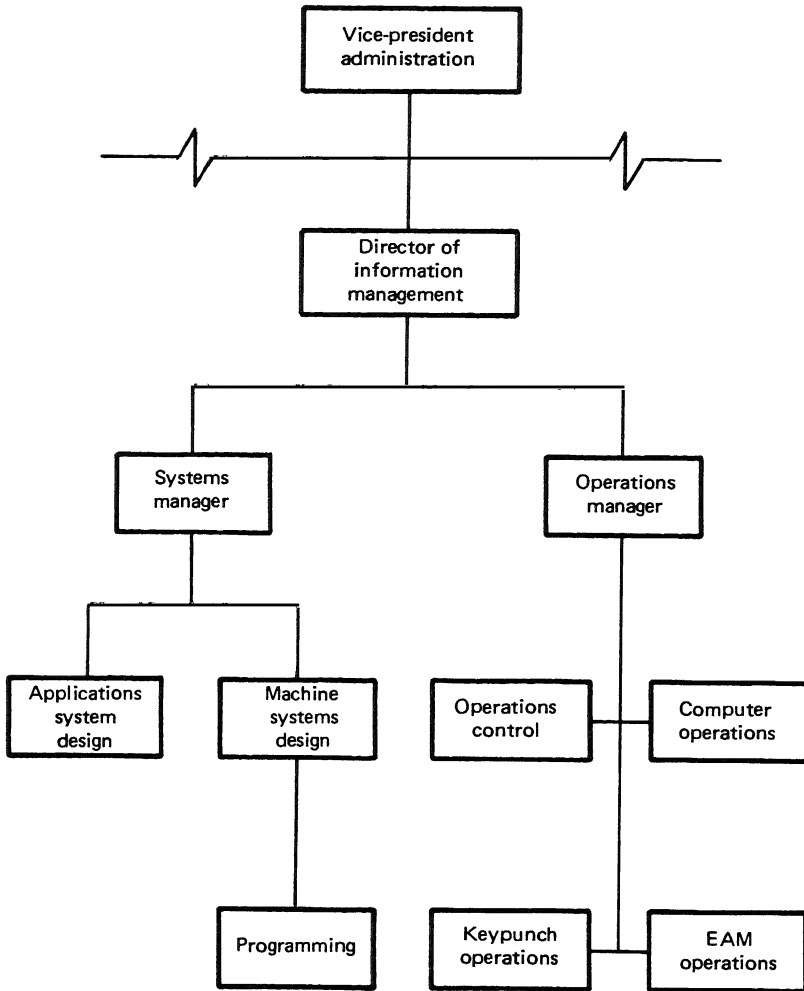 Vice-president
administration
Director of
information
management
Systems
manager
Operations
manager
Applications
system
design
Machine
systems
design
Operations
control
Computer
operations
Programming
Keypunch
operations
EAM
operations